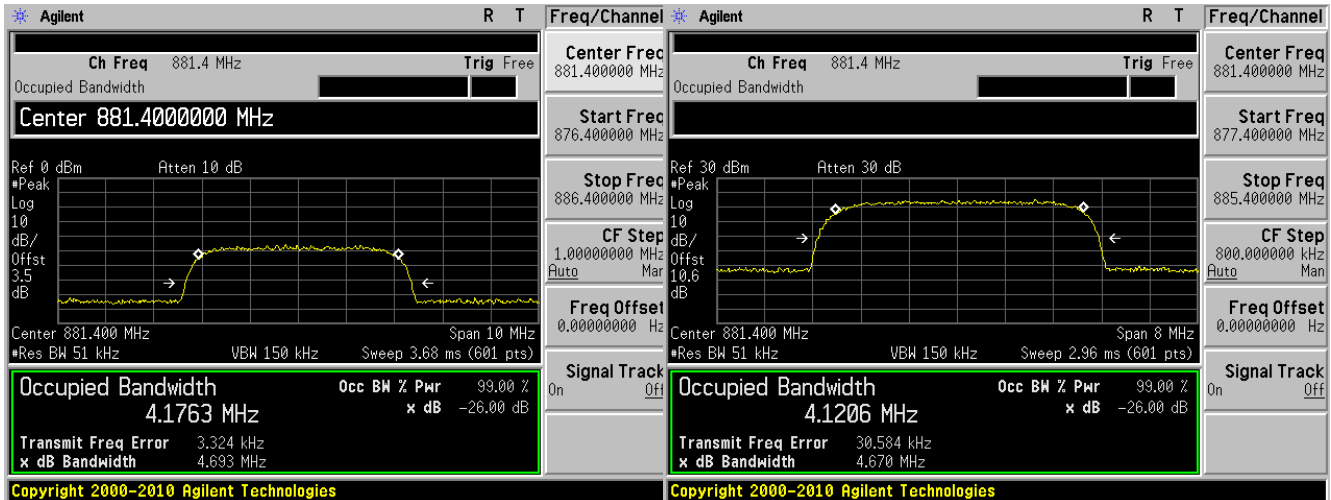 Agilent R T Freq/Channel
Ch Freq 881.4 MHz Trig Free
Occupied Bandwidth
Center 881.4000000 MHz
Center Freq
881.400000 MHz
Start Freq
876.400000 MHz
Stop Freq
886.400000 MHz
CF Step
1.00000000 MHz
Auto Man
Freq Offset
0.00000000 Hz
Signal Track
On Off
Ref 0 dBm Atten 10 dB
#Peak
Log
10
dB/
Offst
3.5
dB
Center 881.400 MHz Span 10 MHz
#Res BW 51 kHz VBW 150 kHz Sweep 3.68 ms (601 pts)
Occupied Bandwidth Occ BW % Pwr 99.00 %
4.1763 MHz x dB -26.00 dB
Transmit Freq Error 3.324 kHz
x dB Bandwidth 4.693 MHz
Copyright 2000-2010 Agilent Technologies
Agilent R T Freq/Channel
Ch Freq 881.4 MHz Trig Free
Occupied Bandwidth
Center Freq
881.400000 MHz
Start Freq
877.400000 MHz
Stop Freq
885.400000 MHz
CF Step
800.000000 kHz
Auto Man
Freq Offset
0.00000000 Hz
Signal Track
On Off
Ref 30 dBm Atten 30 dB
#Peak
Log
10
dB/
Offst
10.6
dB
Center 881.400 MHz Span 8 MHz
#Res BW 51 kHz VBW 150 kHz Sweep 2.96 ms (601 pts)
Occupied Bandwidth Occ BW % Pwr 99.00 %
4.1206 MHz x dB -26.00 dB
Transmit Freq Error 30.584 kHz
x dB Bandwidth 4.670 MHz
Copyright 2000-2010 Agilent Technologies